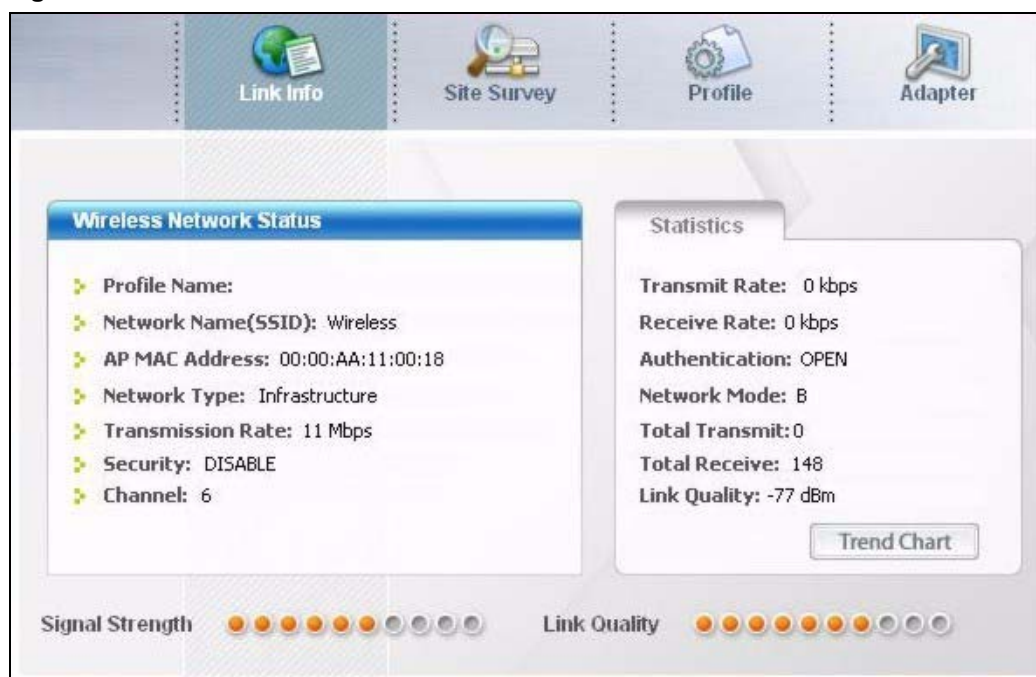 Link Info
Site Survey
Profile
Adapter
Wireless Network Status
Profile Name:
Network Name(SSID): Wireless
AP MAC Address: 00:00:AA:11:00:18
Network Type: Infrastructure
Transmission Rate: 11 Mbps
Security: DISABLE
Channel: 6
Statistics
Transmit Rate: 0 kbps
Receive Rate: 0 kbps
Authentication: OPEN
Network Mode: B
Total Transmit: 0
Total Receive: 148
Link Quality: -77 dBm
Trend Chart
Signal Strength
Link Quality